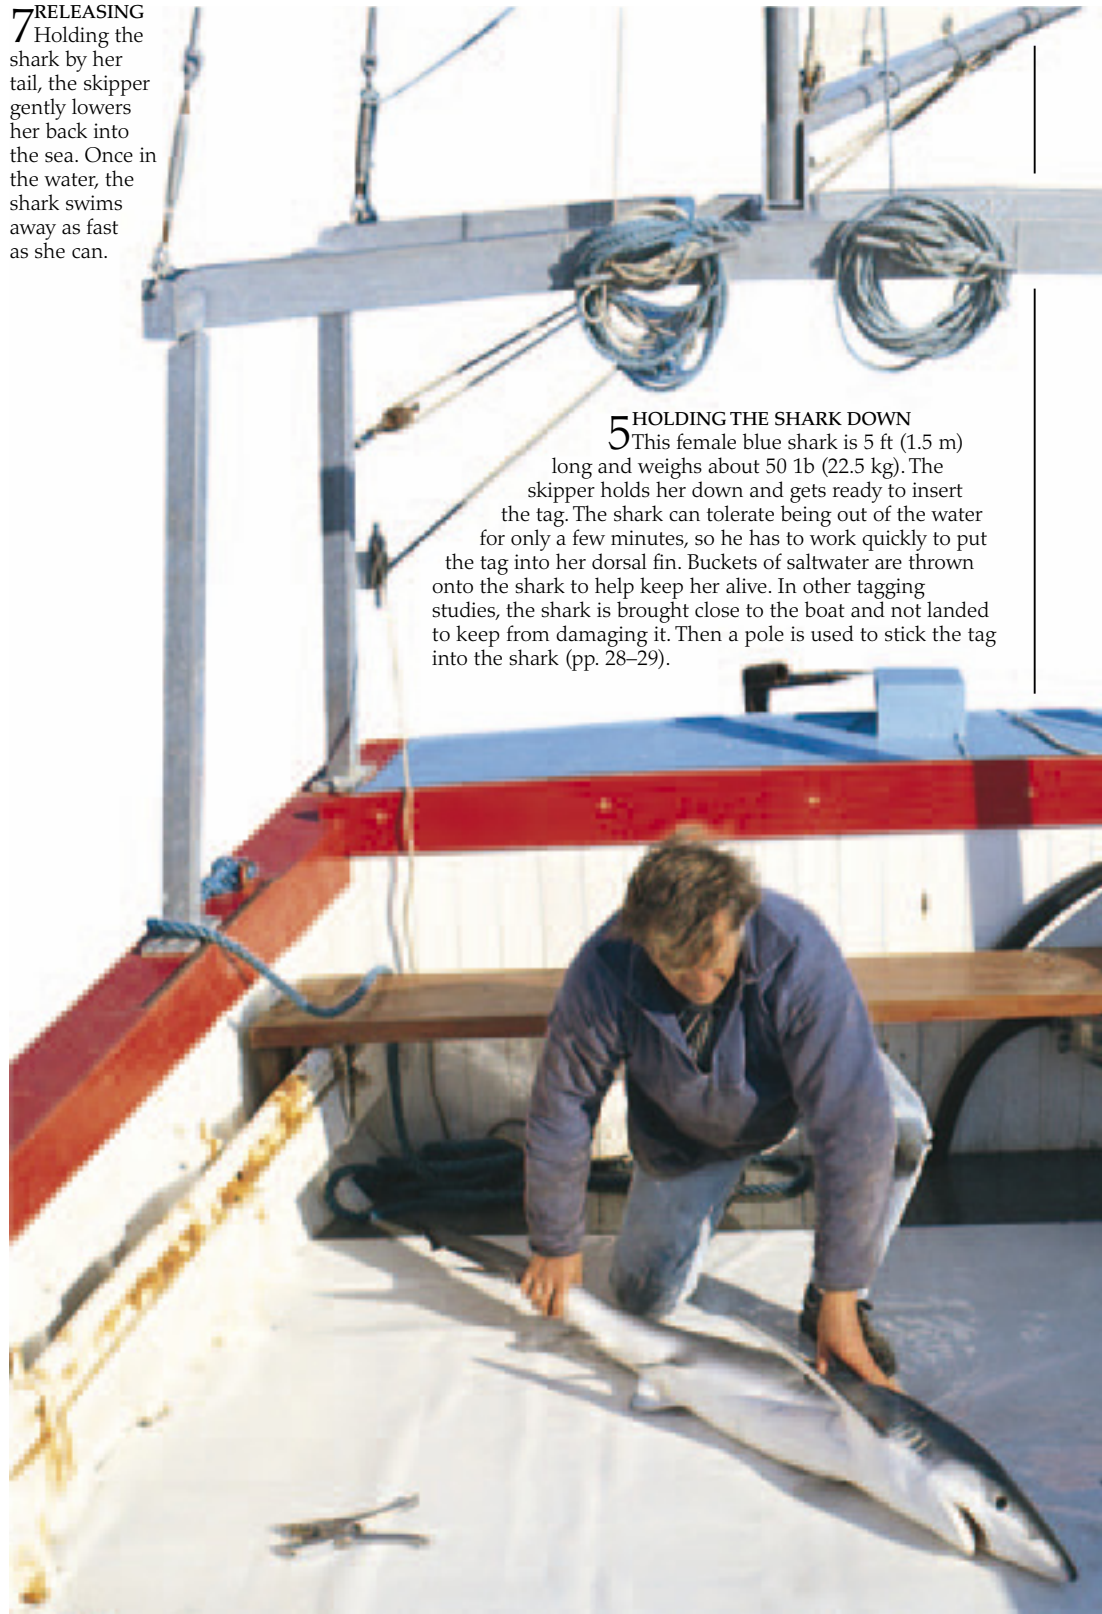 7 RELEASING
Holding the
shark by her
tail, the skipper
gently lowers
her back into
the sea. Once in
the water, the
shark swims
away as fast
as she can.
5 HOLDING THE SHARK DOWN
This female blue shark is 5 ft (1.5 m)
long and weighs about 50 1b (22.5 kg). The
skipper holds her down and gets ready to insert
the tag. The shark can tolerate being out of the water
for only a few minutes, so he has to work quickly to put
the tag into her dorsal fin. Buckets of saltwater are thrown
onto the shark to help keep her alive. In other tagging
studies, the shark is brought close to the boat and not landed
to keep from damaging it. Then a pole is used to stick the tag
into the shark (pp. 28–29).